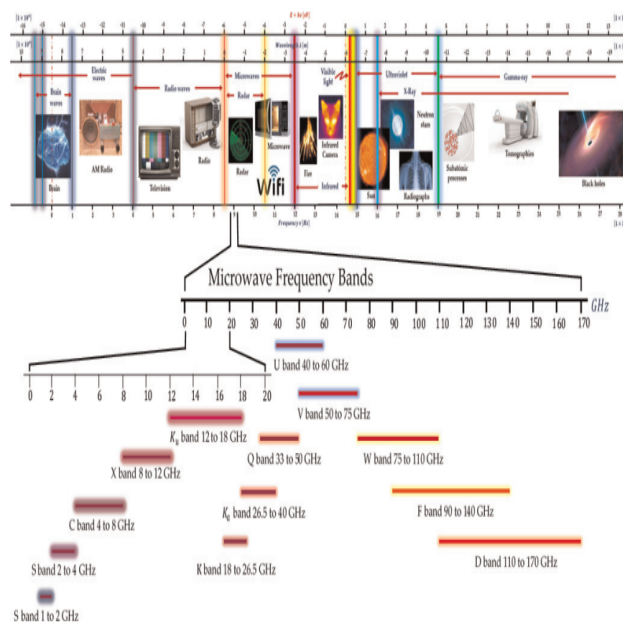 E = hν [eV]
Wavelength λ [m]
Electric
waves
Brain
waves
Radio waves
Microwaves
Radar
Visible
light
Ultraviolet
X-Ray
Gamma-ray
Brain
AM Radio
Television
Radio
Radar
Microwave
Wifi
Fire
Infrared
Camera
Infrared
Sun
Neutron
stars
Radiographs
Subatomic
processes
Tomographies
Black holes
Frequency ν [Hz]
Microwave Frequency Bands
GHz
0 10 20 30 40 50 60 70 80 90 100 110 120 130 140 150 160 170
U band 40 to 60 GHz
0 2 4 6 8 10 12 14 16 18 20
V band 50 to 75 GHz
Ku band 12 to 18 GHz
Q band 33 to 50 GHz
W band 75 to 110 GHz
X band 8 to 12 GHz
band 26.5 to 40 GHz
F band 90 to 140 GHz
C band 4 to 8 GHz
K band 18 to 26.5 GHz
D band 110 to 170 GHz
S band 2 to 4 GHz
S band 1 to 2 GHz